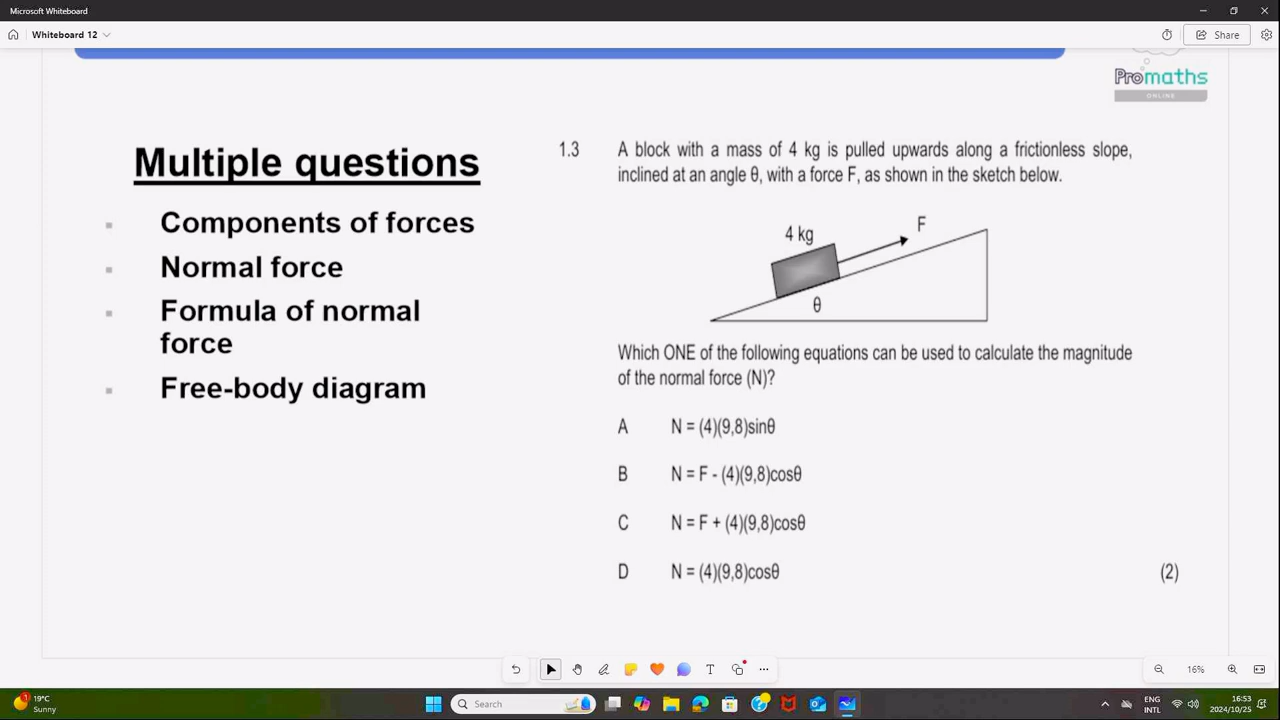 Microsoft Whiteboard
Whiteboard 12
Share
Promaths
ONLINE
Multiple questions
Components of forces
Normal force
Formula of normal
force
Free-body diagram
1.3 A block with a mass of 4 kg is pulled upwards along a frictionless slope,
inclined at an angle θ, with a force F, as shown in the sketch below.
F
4 kg
θ
Which ONE of the following equations can be used to calculate the magnitude
of the normal force (N)?
A N = (4)(9,8)sinθ
B N = F - (4)(9,8)cosθ
C N = F + (4)(9,8)cosθ
D N = (4)(9,8)cosθ (2)
T
16%
1
19°C
Sunny
Search
ENG
INTL
16:53
2024/10/25